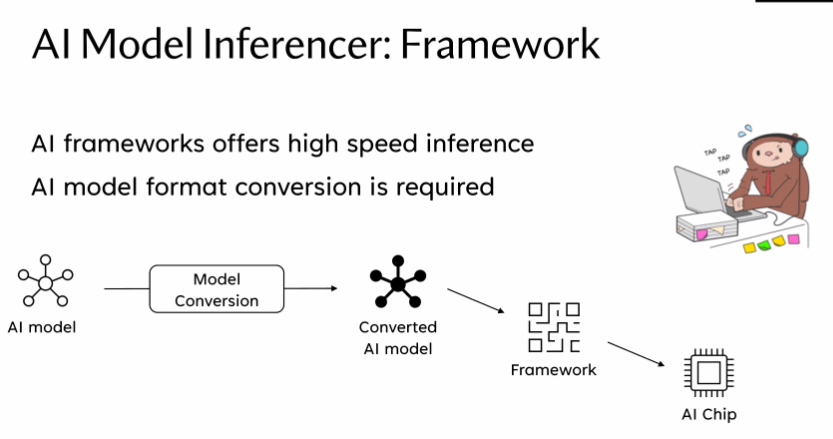 AI Model Inferencer: Framework
AI frameworks offers high speed inference
AI model format conversion is required
TAP
TAP
TAP
Model
Conversion
AI model
Converted
AI model
Framework
AI Chip